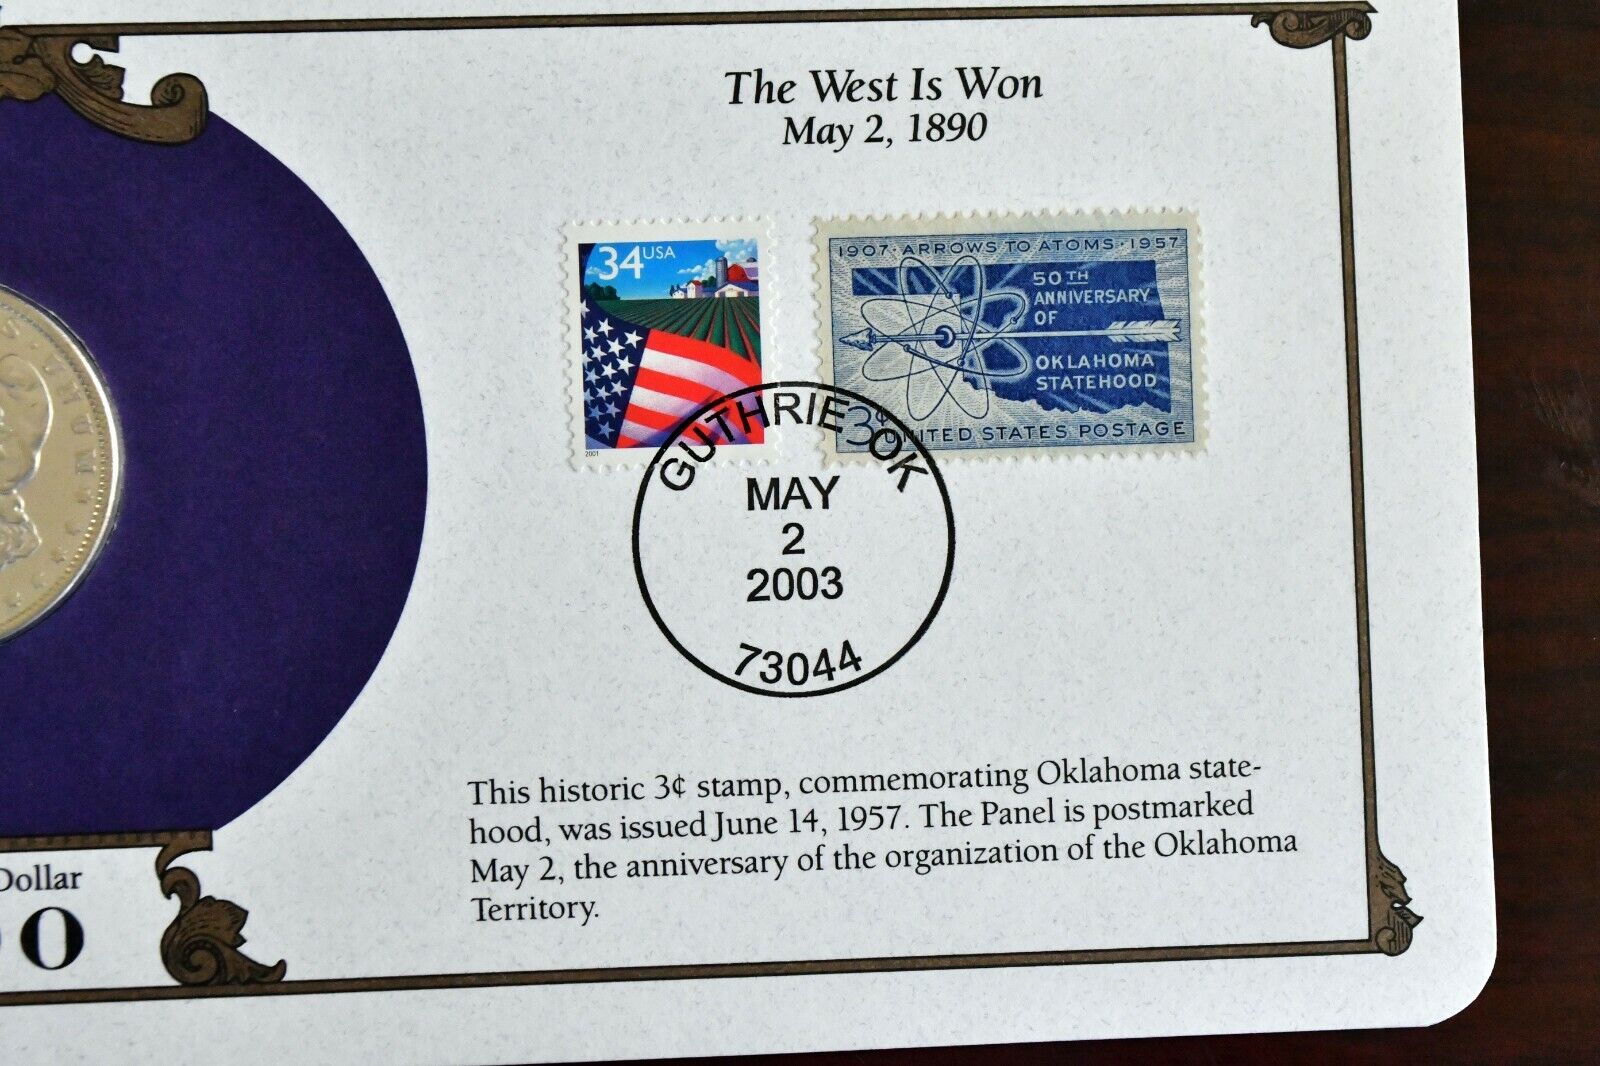 The West Is Won
May 2, 1890
34 USA
2001
1907 · ARROWS TO ATOMS · 1957
50TH
ANNIVERSARY
OF
OKLAHOMA
STATEHOOD
3¢ UNITED STATES POSTAGE
GUTHRIE OK
MAY
2
2003
73044
This historic 3¢ stamp, commemorating Oklahoma state-
hood, was issued June 14, 1957. The Panel is postmarked
May 2, the anniversary of the organization of the Oklahoma
Territory.
Dollar
0